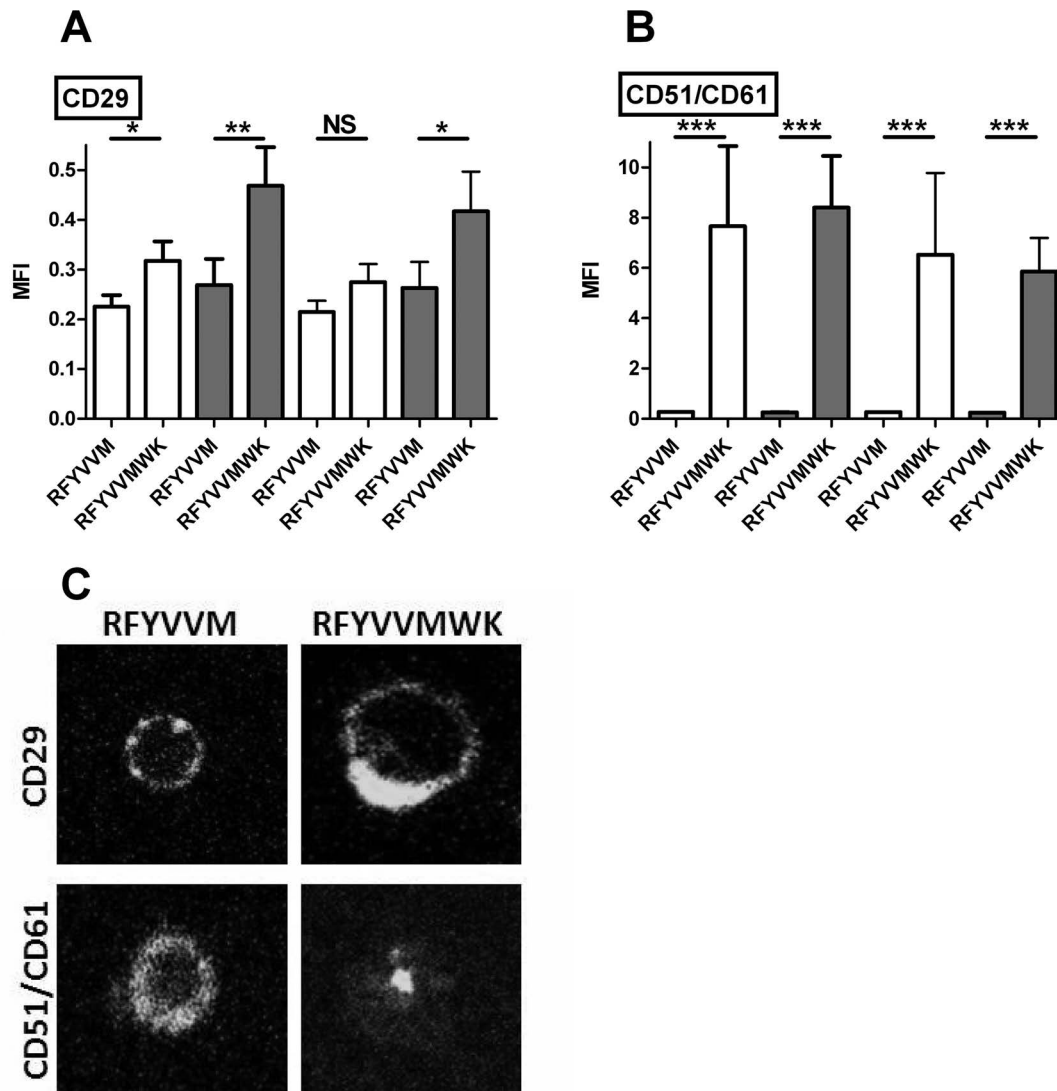 A
CD29
* ** NS *
MFI
0.5
0.4
0.3
0.2
0.1
0.0
RFYVVM RFYVVMWK RFYVVM RFYVVMWK RFYVVM RFYVVMWK RFYVVM RFYVVMWK
B
CD51/CD61
*** *** *** ***
MFI
10
8
6
4
2
0
RFYVVM RFYVVMWK RFYVVM RFYVVMWK RFYVVM RFYVVMWK RFYVVM RFYVVMWK
C
RFYVVM RFYVVMWK
CD29
CD51/CD61